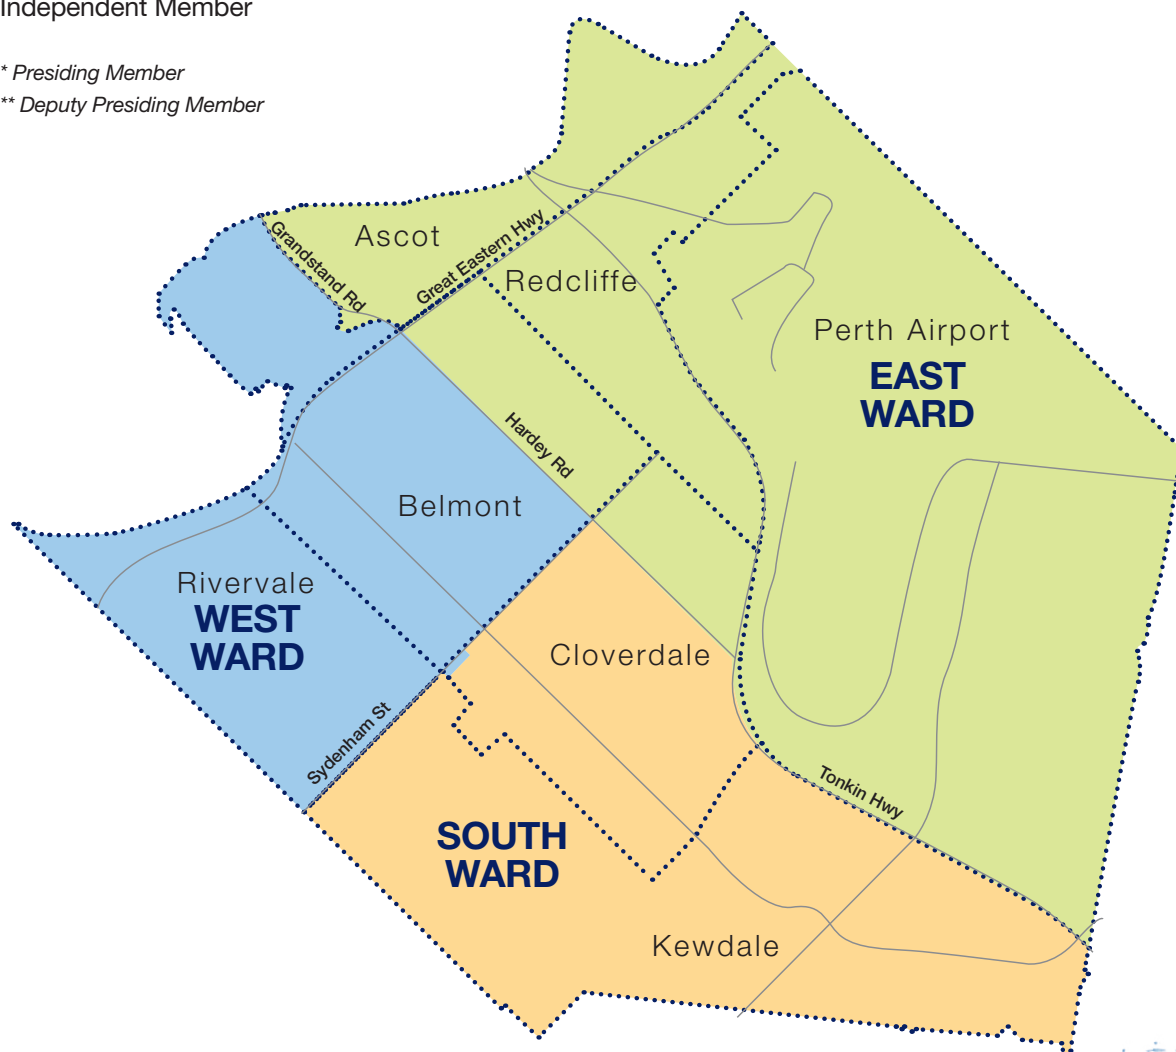 Independent Member
* Presiding Member
** Deputy Presiding Member
Ascot
Grandstand Rd
Great Eastern Hwy
Redcliffe
Perth Airport
EAST
WARD
Hardey Rd
Belmont
Rivervale
WEST
WARD
Cloverdale
Sydenham St
Tonkin Hwy
SOUTH
WARD
Kewdale